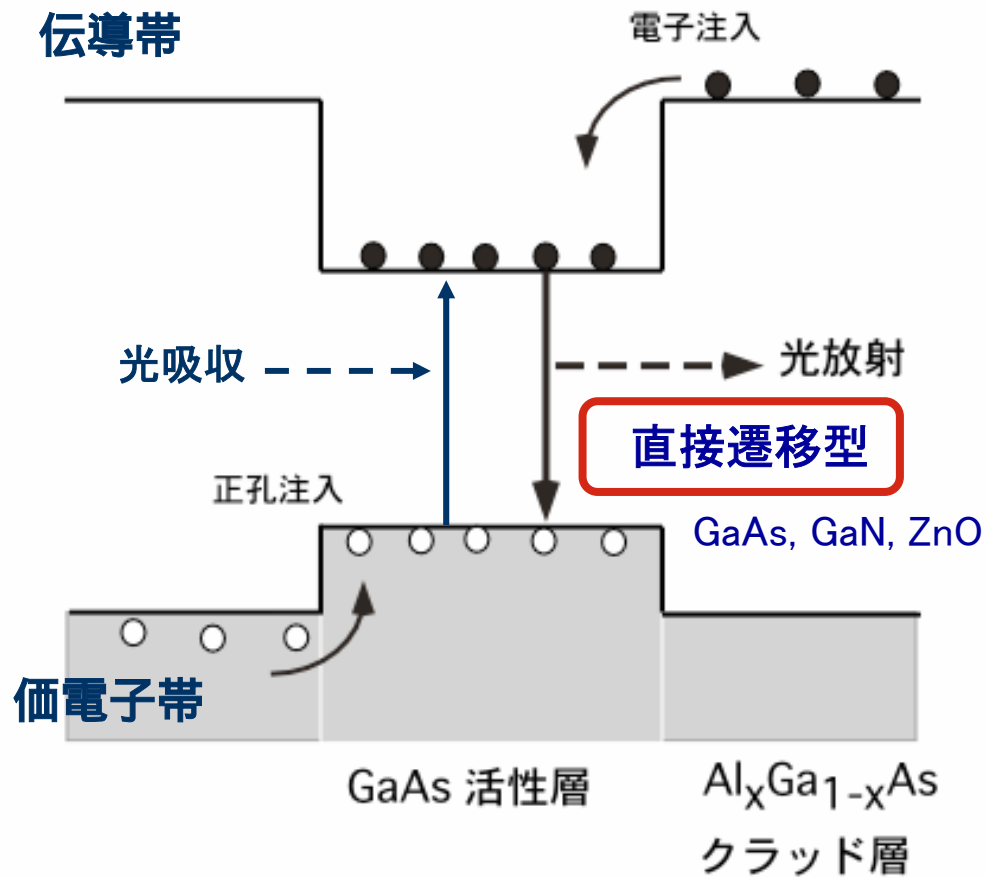 伝導帯
電子注入
光吸収
光放射
直接遷移型
正孔注入
GaAs, GaN, ZnO
価電子帯
GaAs 活性層
AlxGa1-xAs
クラッド層